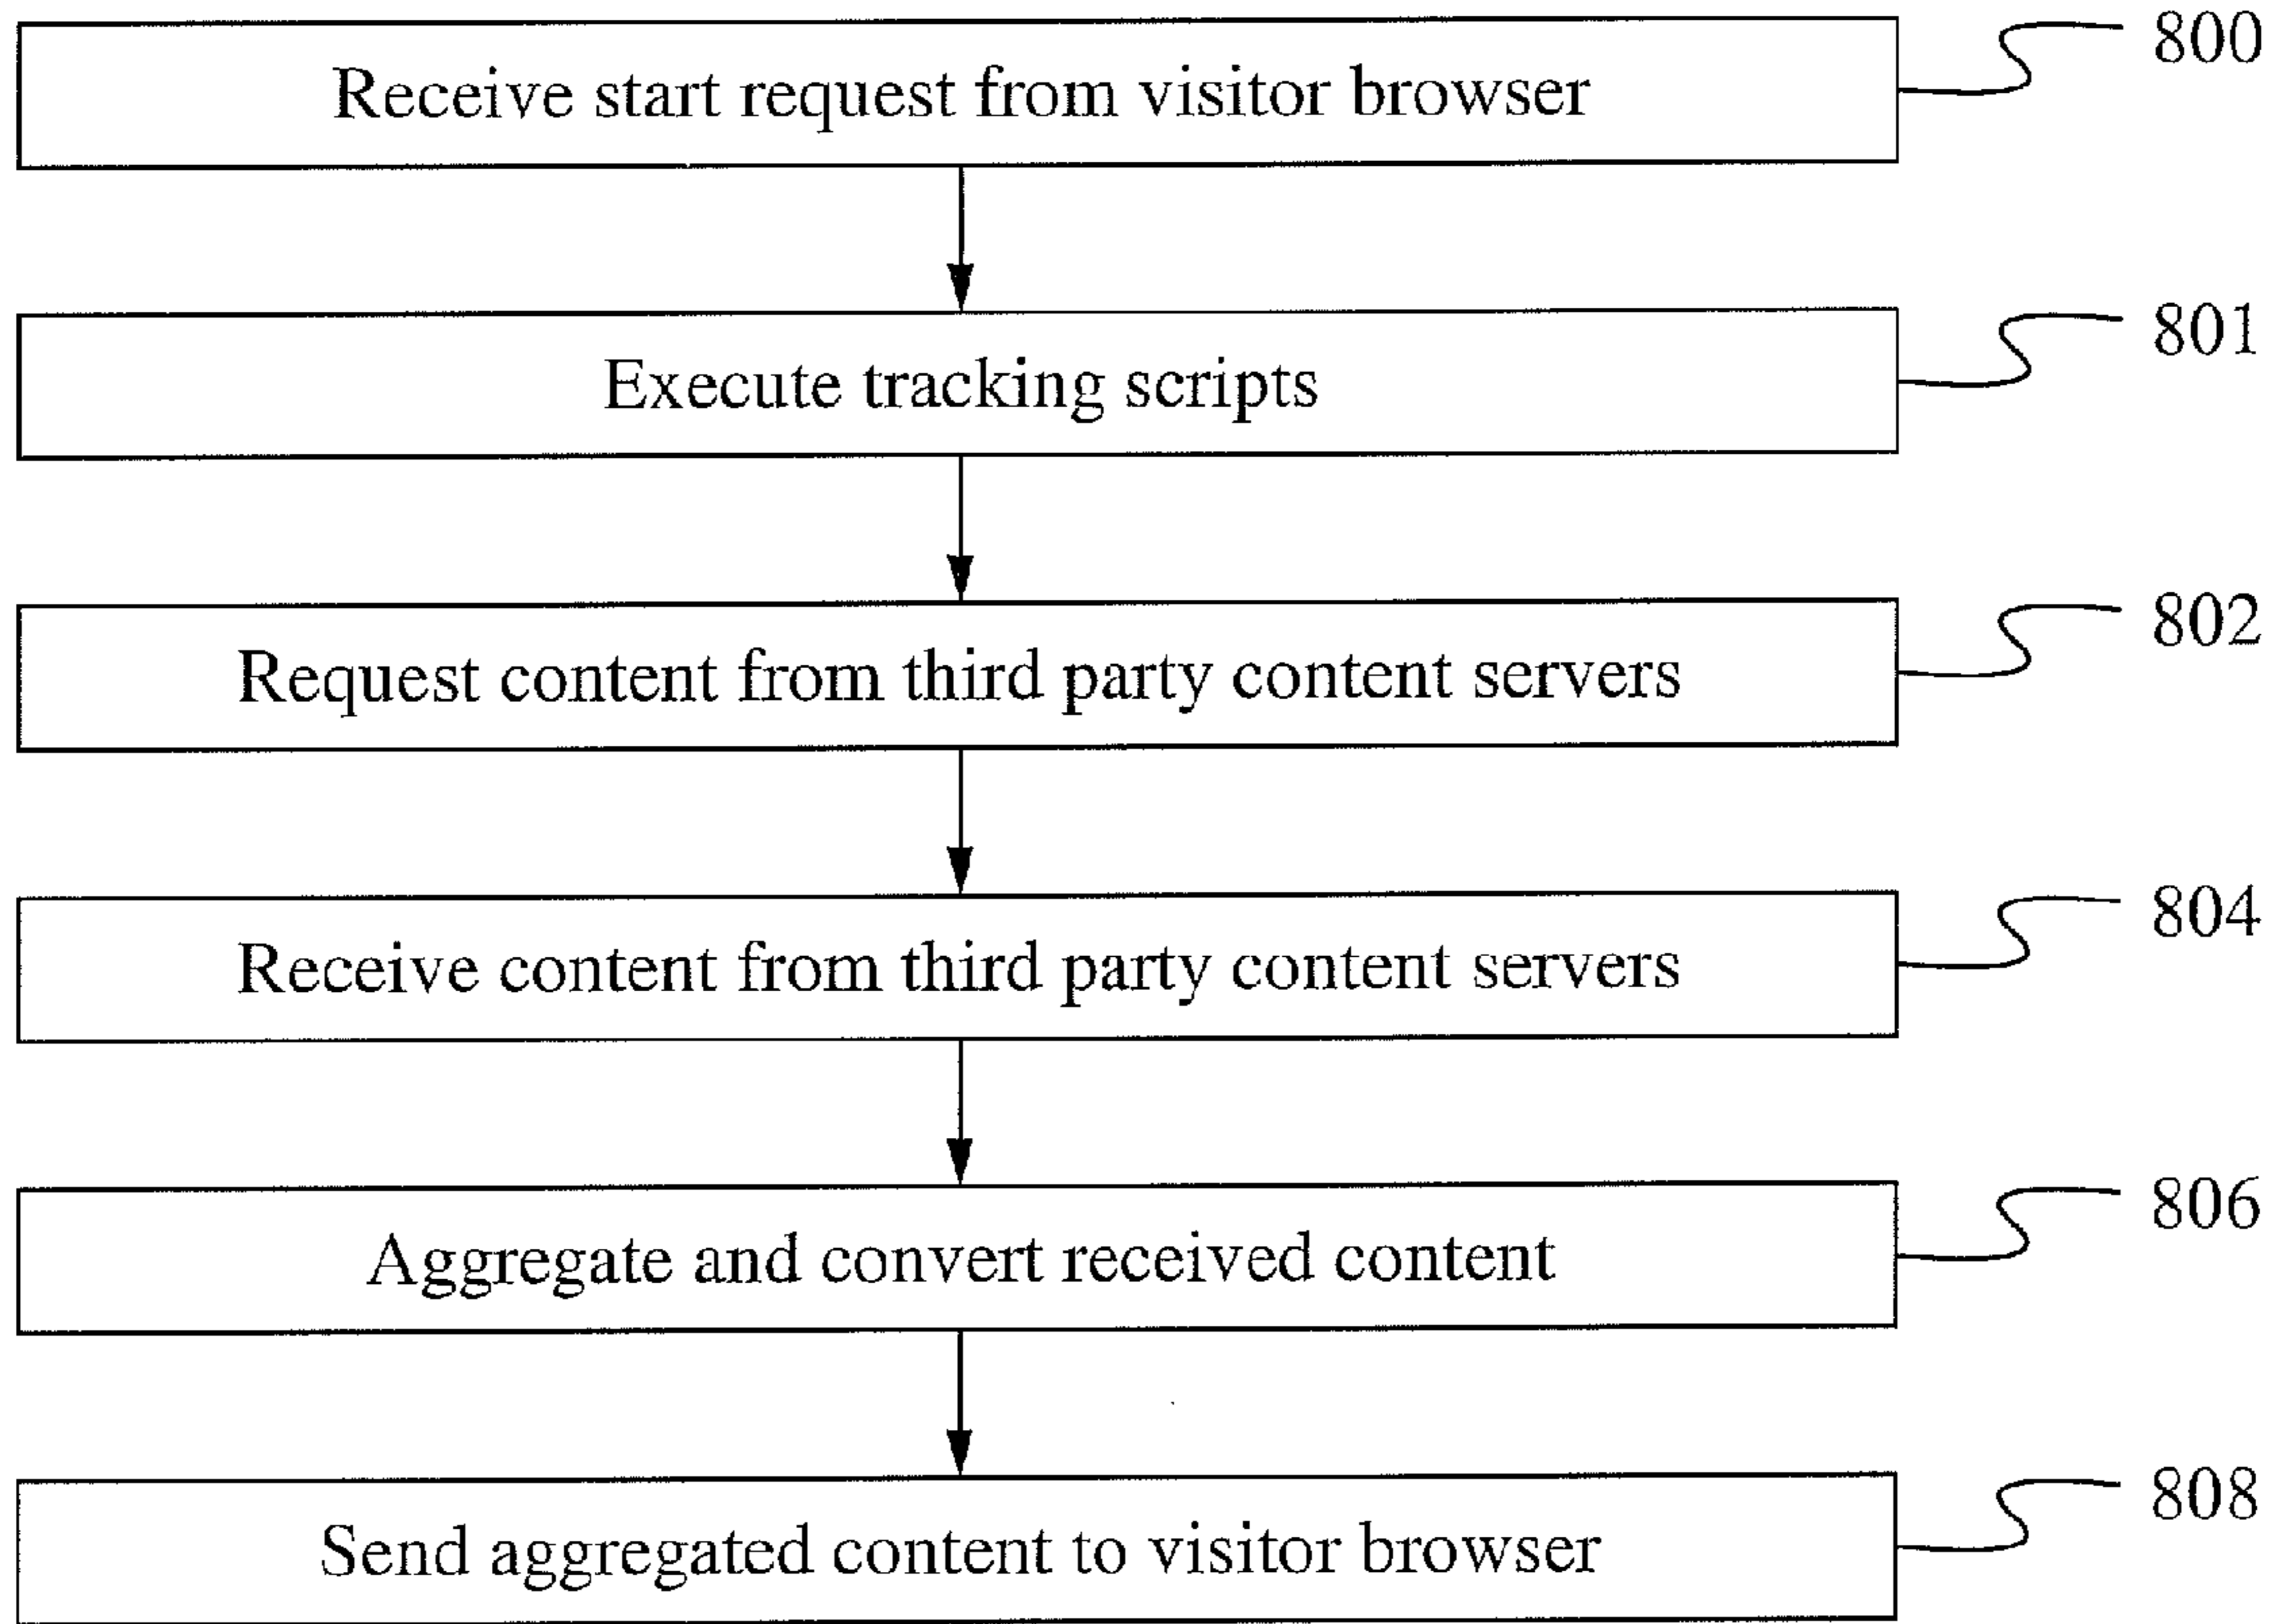 Receive start request from visitor browser
800
Execute tracking scripts
801
Request content from third party content servers
802
Receive content from third party content servers
804
Aggregate and convert received content
806
Send aggregated content to visitor browser
808